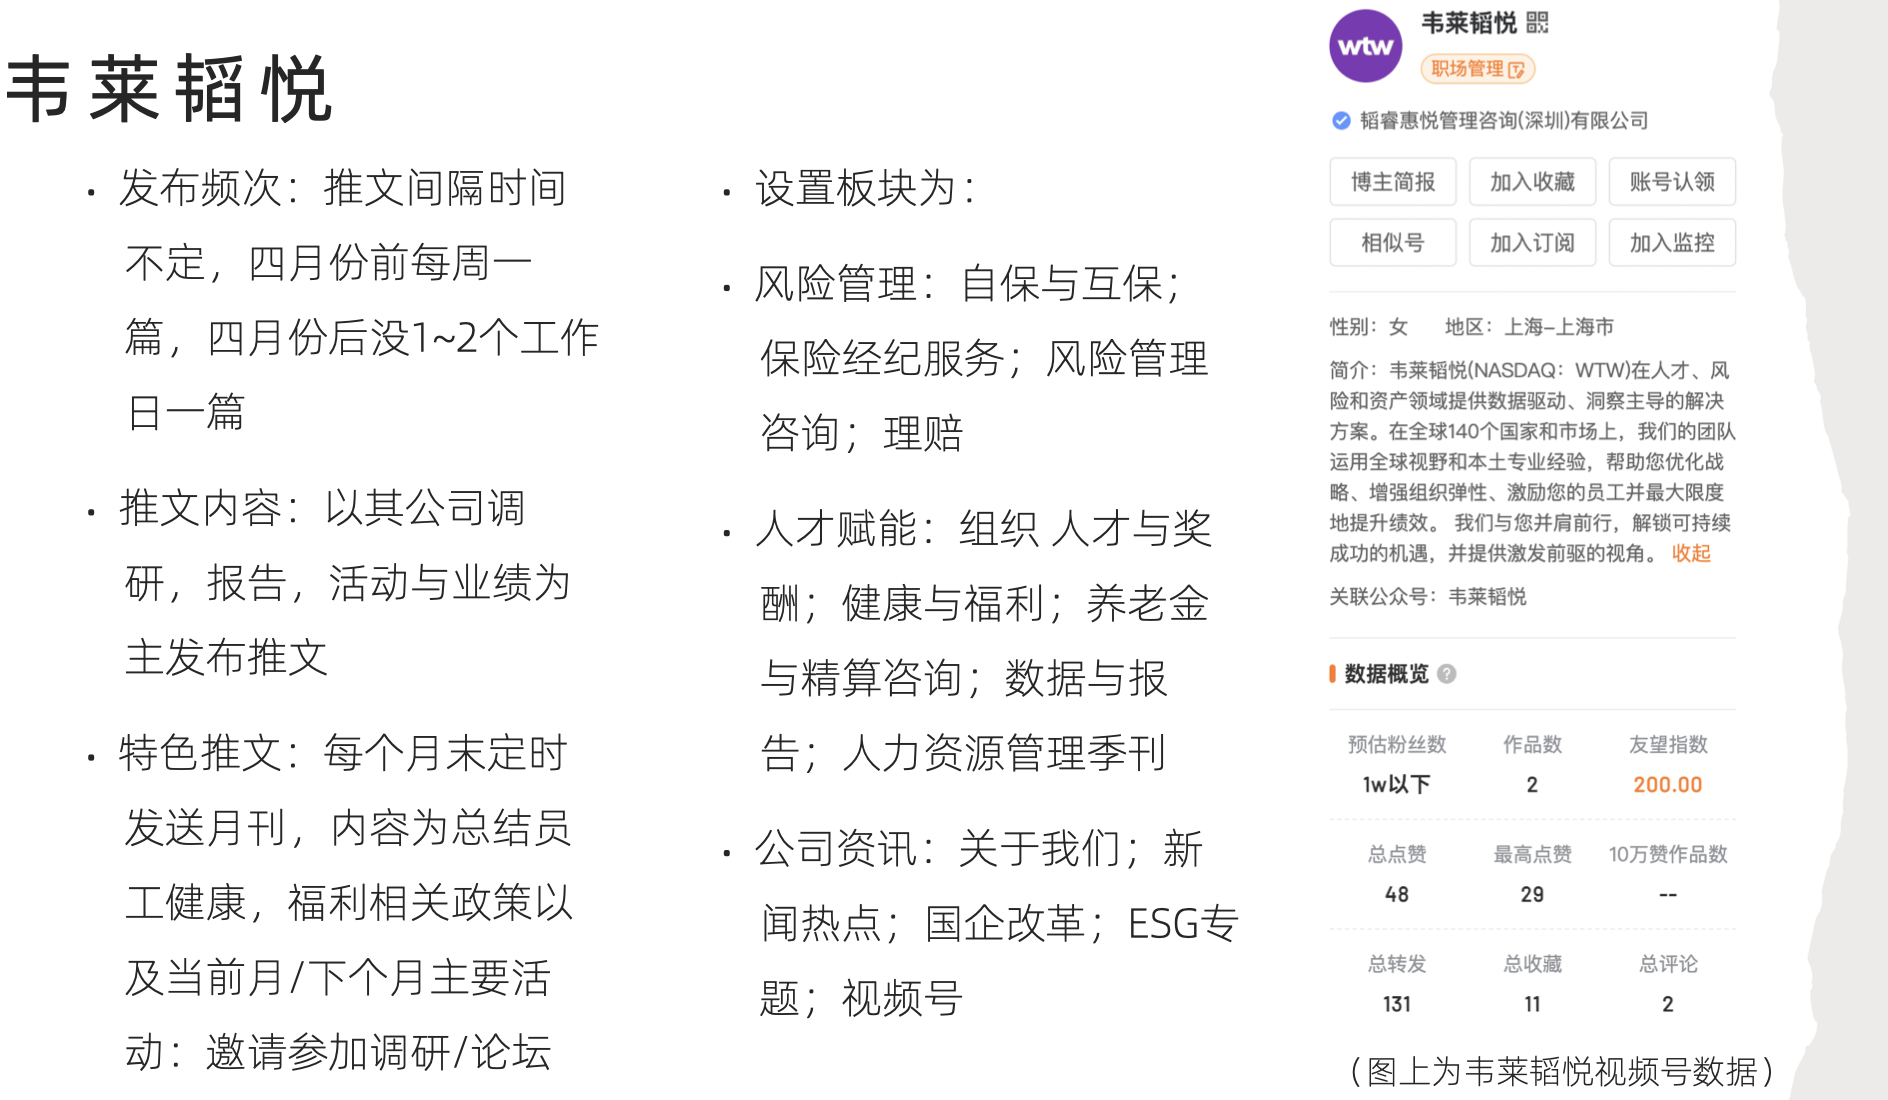 韦莱韬悦
• 发布频次：推文间隔时间
不定，四月份前每周一
篇，四月份后没1~2个工作
日一篇
• 推文内容：以其公司调
研，报告，活动与业绩为
主发布推文
• 特色推文：每个月末定时
发送月刊，内容为总结员
工健康，福利相关政策以
及当前月/下个月主要活
动：邀请参加调研/论坛
• 设置板块为：
• 风险管理：自保与互保；
保险经纪服务；风险管理
咨询；理赔
• 人才赋能：组织 人才与奖
酬；健康与福利；养老金
与精算咨询；数据与报
告；人力资源管理季刊
• 公司资讯：关于我们；新
闻热点；国企改革；ESG专
题；视频号
wtw
韦莱韬悦
职场管理
韬睿惠悦管理咨询(深圳)有限公司
博主简报 加入收藏 账号认领
相似号 加入订阅 加入监控
性别：女 地区：上海-上海市
简介：韦莱韬悦(NASDAQ：WTW)在人才、风
险和资产领域提供数据驱动、洞察主导的解决
方案。在全球140个国家和市场上，我们的团队
运用全球视野和本土专业经验，帮助您优化战
略、增强组织弹性、激励您的员工并最大限度
地提升绩效。 我们与您并肩前行，解锁可持续
成功的机遇，并提供激发前驱的视角。 收起
关联公众号：韦莱韬悦
数据概览 ?
预估粉丝数 作品数 友望指数
1w以下 2 200.00
总点赞 最高点赞 10万赞作品数
48 29 --
总转发 总收藏 总评论
131 11 2
（图上为韦莱韬悦视频号数据）